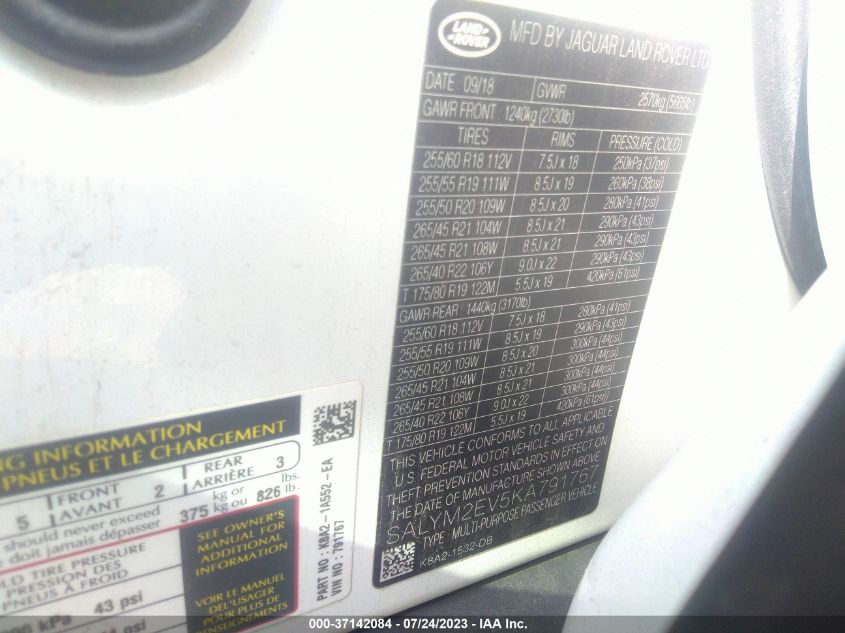 LAND
ROVER
MFD BY JAGUAR LAND ROVER LTD
DATE : 09/18 GVWR 2570kg (5665lb)
GAWR FRONT : 1240kg (2730lb)
TIRES RIMS PRESSURE (COLD)
255/60 R18 112V 7.5J x 18 250kPa (37psi)
255/55 R19 111W 8.5J x 19 260kPa (38psi)
255/50 R20 109W 8.5J x 20 280kPa (41psi)
265/45 R21 104W 8.5J x 21 290kPa (43psi)
265/45 R21 108W 8.5J x 21 290kPa (43psi)
265/40 R22 106Y 9.0J x 22 290kPa (43psi)
T 175/80 R19 122M 5.5J x 19 420kPa (61psi)
GAWR REAR : 1440kg (3170lb)
255/60 R18 112V 7.5J x 18 280kPa (41psi)
255/55 R19 111W 8.5J x 19 290kPa (43psi)
255/50 R20 109W 8.5J x 20 300kPa (44psi)
265/45 R21 104W 8.5J x 21 300kPa (44psi)
265/45 R21 108W 8.5J x 21 300kPa (44psi)
265/40 R22 106Y 9.0J x 22 300kPa (44psi)
T 175/80 R19 122M 5.5J x 19 420kPa (61psi)
THIS VEHICLE CONFORMS TO ALL APPLICABLE
U.S. FEDERAL MOTOR VEHICLE SAFETY AND
THEFT PREVENTION STANDARDS IN EFFECT ON
THE DATE OF MANUFACTURE SHOWN ABOVE
SALYM2EV5KA791767
TYPE : MULTI-PURPOSE PASSENGER VEHICLE
K8A2-1532-DB
NG INFORMATION
PNEUS ET LE CHARGEMENT
5 FRONT AVANT 2 REAR ARRIÈRE 3
should never exceed 375 kg or 826 lbs.
e doit jamais dépasser kg ou lb.
LD TIRE PRESSURE
PRESSION DES
PNEUS À FROID
kPa 43 psi
psi
SEE OWNER'S
MANUAL FOR
ADDITIONAL
INFORMATION
VOIR LE MANUEL
DE L'USAGER
POUR PLUS DE
RENSEIGNEMENTS
PART NO : K8A2-1A552-EA
VIN NO : 791767
000-37142084 - 07/24/2023 - IAA Inc.